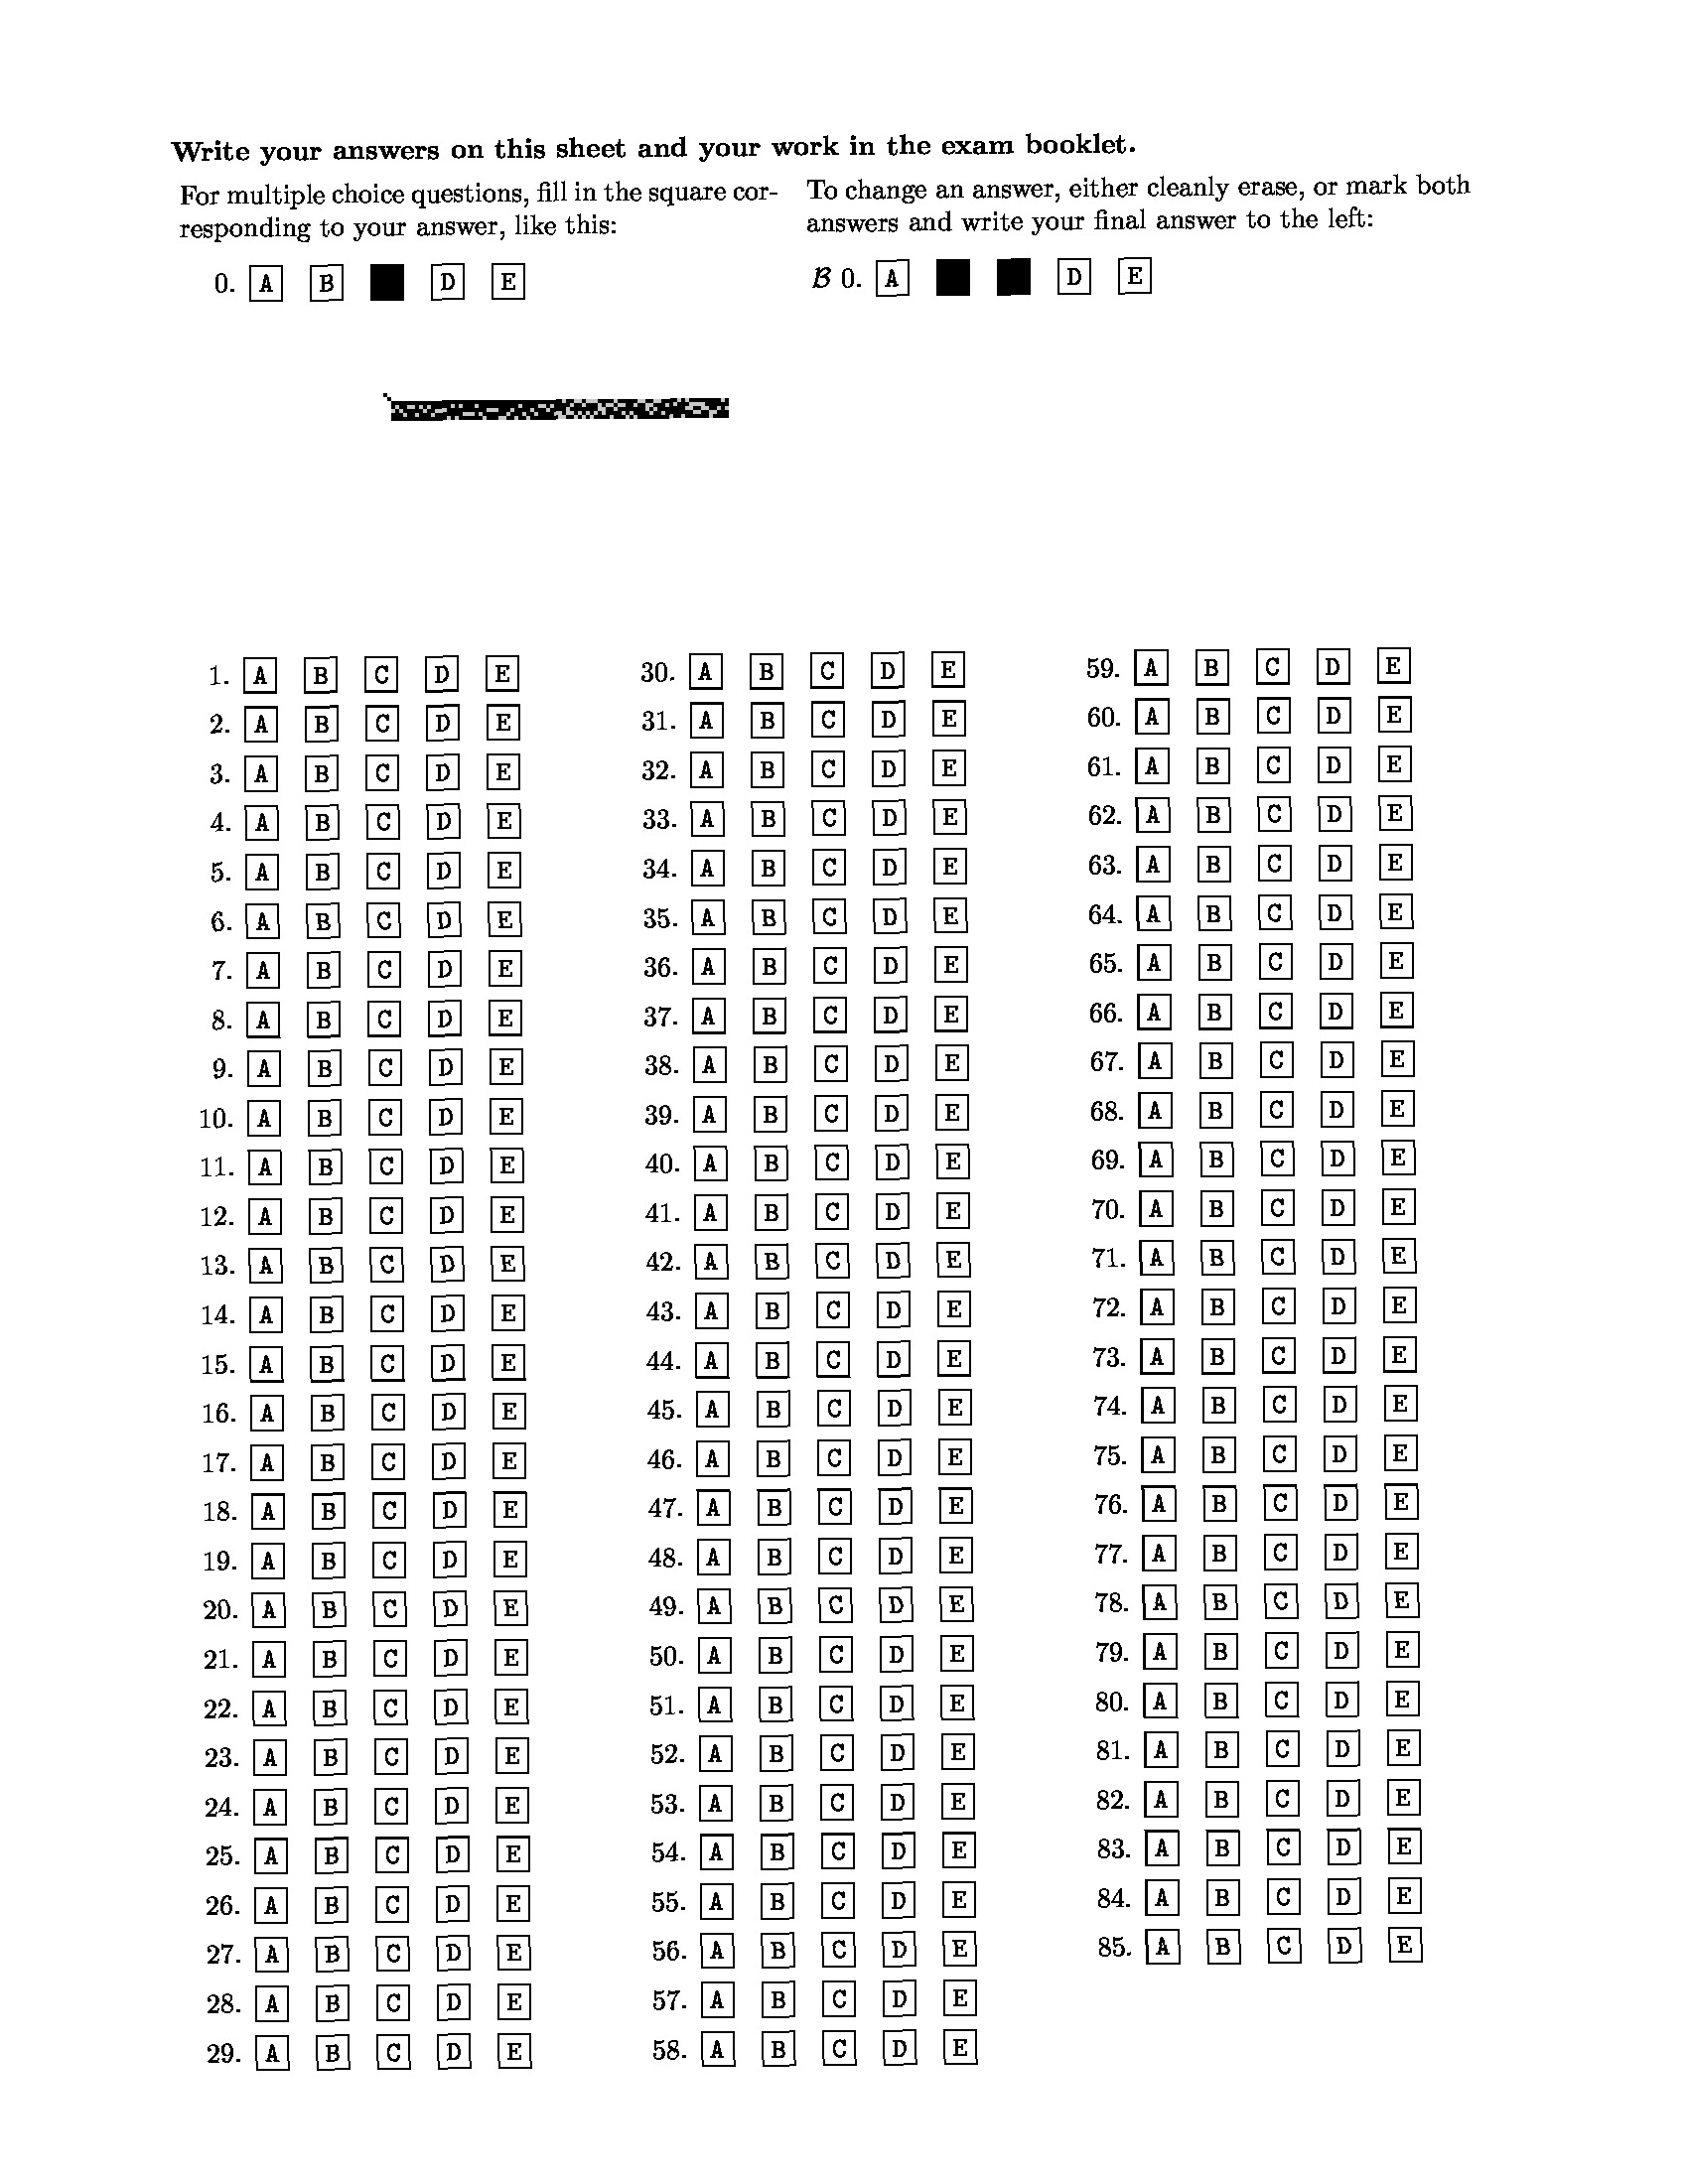 Write your answers on this sheet and your work in the exam booklet.
For multiple choice questions, fill in the square cor-
responding to your answer, like this:
0. A B D E
To change an answer, either cleanly erase, or mark both
answers and write your final answer to the left:
B 0. A D E
1. A B C D E
2. A B C D E
3. A B C D E
4. A B C D E
5. A B C D E
6. A B C D E
7. A B C D E
8. A B C D E
9. A B C D E
10. A B C D E
11. A B C D E
12. A B C D E
13. A B C D E
14. A B C D E
15. A B C D E
16. A B C D E
17. A B C D E
18. A B C D E
19. A B C D E
20. A B C D E
21. A B C D E
22. A B C D E
23. A B C D E
24. A B C D E
25. A B C D E
26. A B C D E
27. A B C D E
28. A B C D E
29. A B C D E
30. A B C D E
31. A B C D E
32. A B C D E
33. A B C D E
34. A B C D E
35. A B C D E
36. A B C D E
37. A B C D E
38. A B C D E
39. A B C D E
40. A B C D E
41. A B C D E
42. A B C D E
43. A B C D E
44. A B C D E
45. A B C D E
46. A B C D E
47. A B C D E
48. A B C D E
49. A B C D E
50. A B C D E
51. A B C D E
52. A B C D E
53. A B C D E
54. A B C D E
55. A B C D E
56. A B C D E
57. A B C D E
58. A B C D E
59. A B C D E
60. A B C D E
61. A B C D E
62. A B C D E
63. A B C D E
64. A B C D E
65. A B C D E
66. A B C D E
67. A B C D E
68. A B C D E
69. A B C D E
70. A B C D E
71. A B C D E
72. A B C D E
73. A B C D E
74. A B C D E
75. A B C D E
76. A B C D E
77. A B C D E
78. A B C D E
79. A B C D E
80. A B C D E
81. A B C D E
82. A B C D E
83. A B C D E
84. A B C D E
85. A B C D E